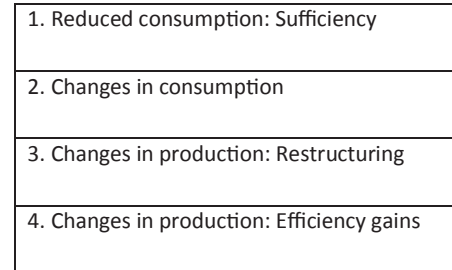 1. Reduced consumption: Sufficiency
2. Changes in consumption
3. Changes in production: Restructuring
4. Changes in production: Efficiency gains